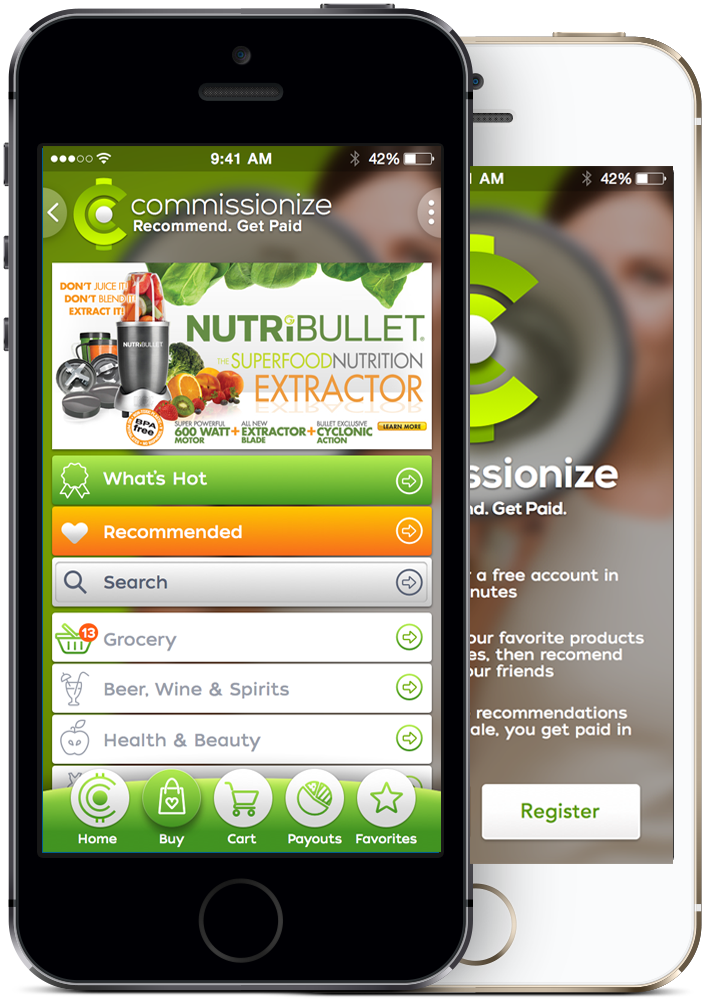 9:41 AM
42%
commissionize
Recommend. Get Paid
DON'T JUICE IT!
DON'T BLEND IT!
EXTRACT IT!
NUTRIBULLET
NUTRiBULLET®
THE SUPERFOOD NUTRITION
EXTRACTOR
BPA
free
SUPER POWERFUL
600 WATT
MOTOR
+
ALL NEW
EXTRACTOR
BLADE
+
BULLET EXCLUSIVE
CYCLONIC
ACTION
LEARN MORE
What's Hot
Recommended
Search
13
Grocery
Beer, Wine & Spirits
Health & Beauty
Home
Buy
Cart
Payouts
Favorites
AM
42%
ssionize
nd. Get Paid.
r a free account in
nutes
our favorite products
es, then recomend
our friends
recommendations
ale, you get paid in
Register